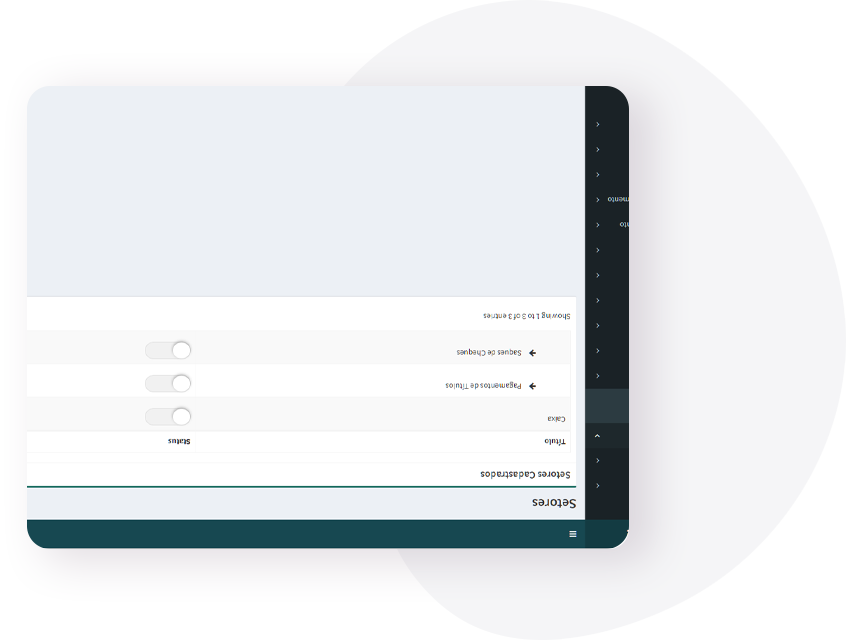 Setores
Setores Cadastrados
Título Status
Caixa
Pagamentos de Títulos
Saques de Cheques
Showing 1 to 3 of 3 entries
nto
mento